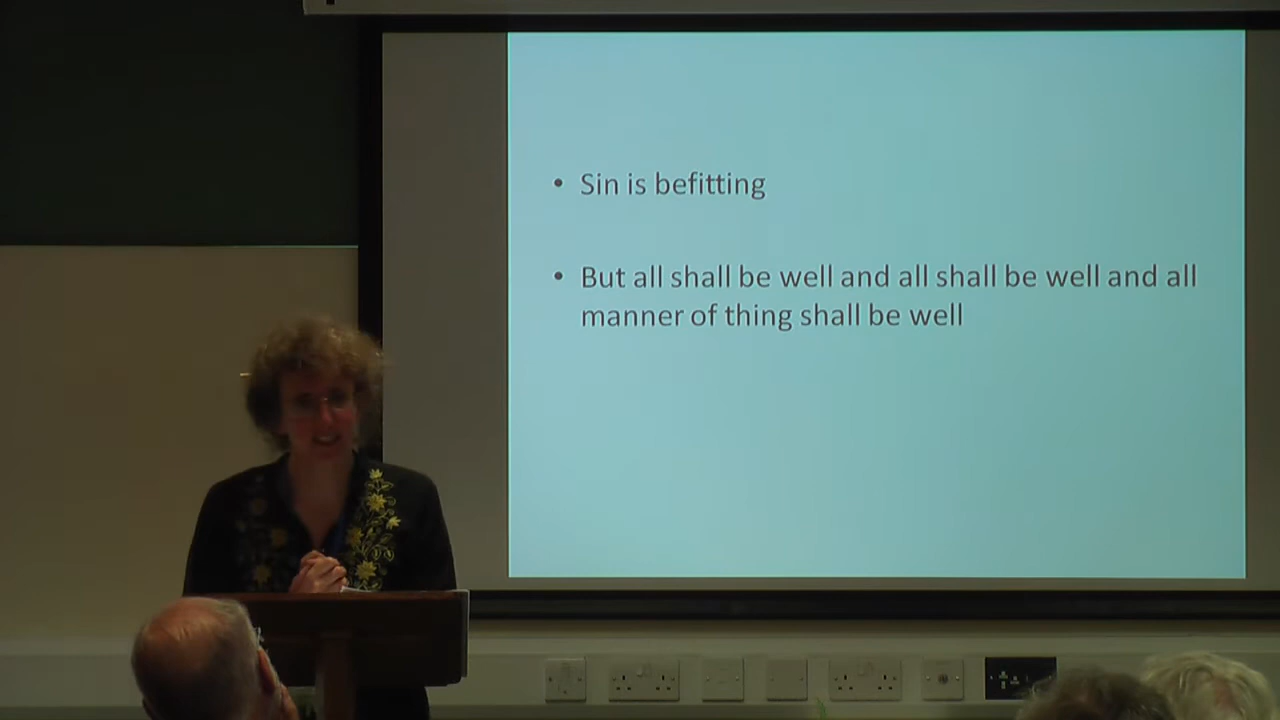 • Sin is befitting
• But all shall be well and all shall be well and all
manner of thing shall be well